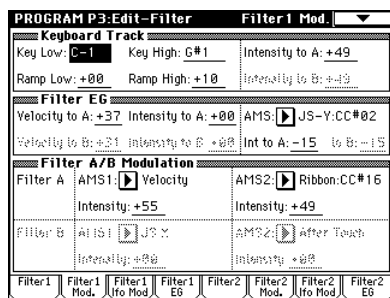 PROGRAM P3:Edit-Filter Filter1 Mod.
Keyboard Track
Key Low: C-1 Key High: G#1 Intensity to A: +49
Ramp Low: +00 Ramp High: +10 Intensity to B: +49
Filter EG
Velocity to A: +37 Intensity to A: +00 AMS: JS-Y:CC#02
Velocity to B: +31 Intensity to B: +00 Int to A: -15 to B: -15
Filter A/B Modulation
Filter A AMS1: Velocity AMS2: Ribbon:CC#16
Intensity: +55 Intensity: +49
Filter B AMS1: JS X AMS2: After Touch
Intensity: +00 Intensity: +00
Filter1 Filter1 Mod. Filter1 lfo Mod Filter1 EG Filter2 Filter2 Mod. Filter2 lfo Mod Filter2 EG